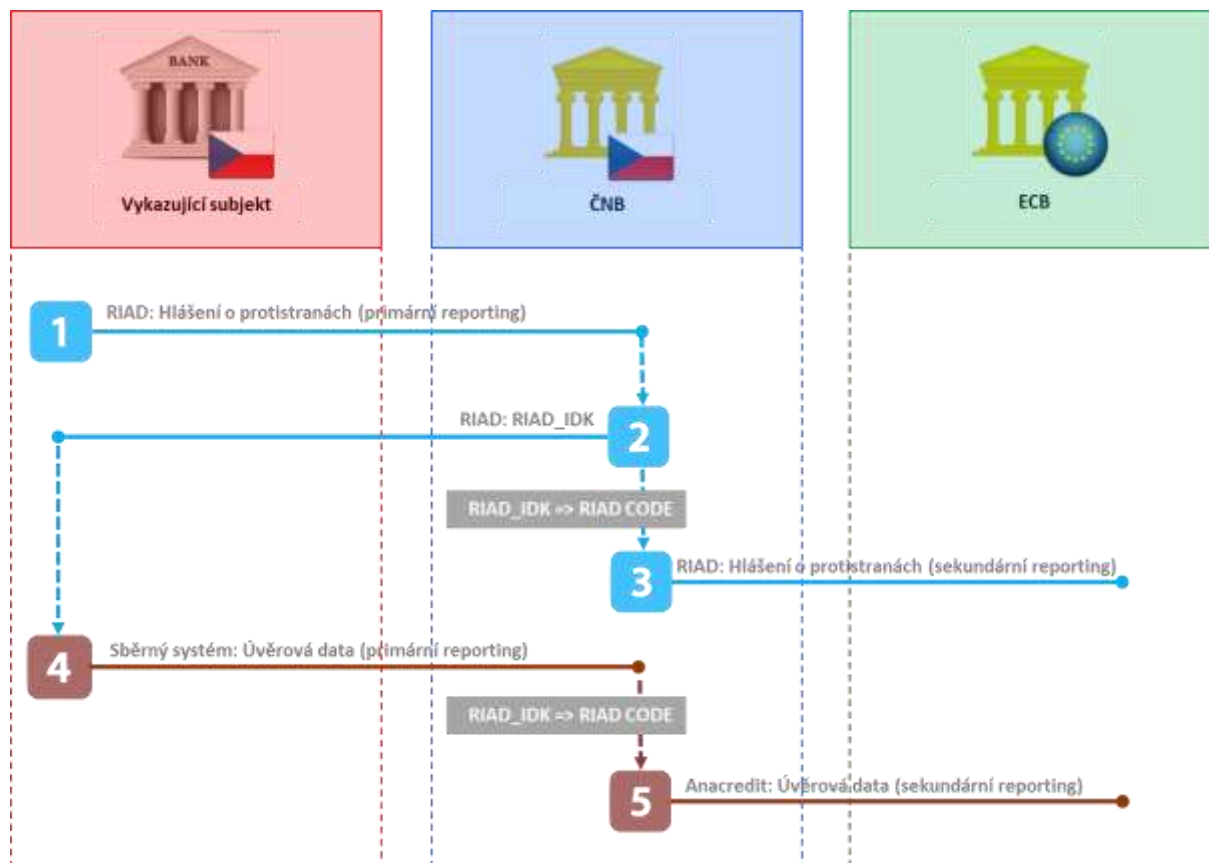 BANK
Vykazující subjekt
ČNB
ECB
1
RIAD: Hlášení o protistranách (primární reporting)
RIAD: RIAD_IDK
2
RIAD_IDK => RIAD CODE
3
RIAD: Hlášení o protistranách (sekundární reporting)
4
Sběrný systém: Úvěrová data (primární reporting)
RIAD_IDK => RIAD CODE
5
Anacredit: Úvěrová data (sekundární reporting)